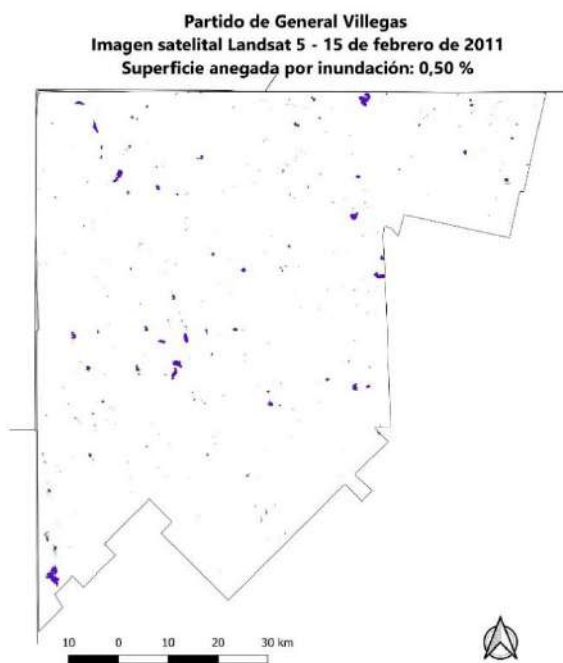 Partido de General Villegas
Imagen satelital Landsat 5 - 15 de febrero de 2011
Superficie anegada por inundación: 0,50 %
10 0 10 20 30 km